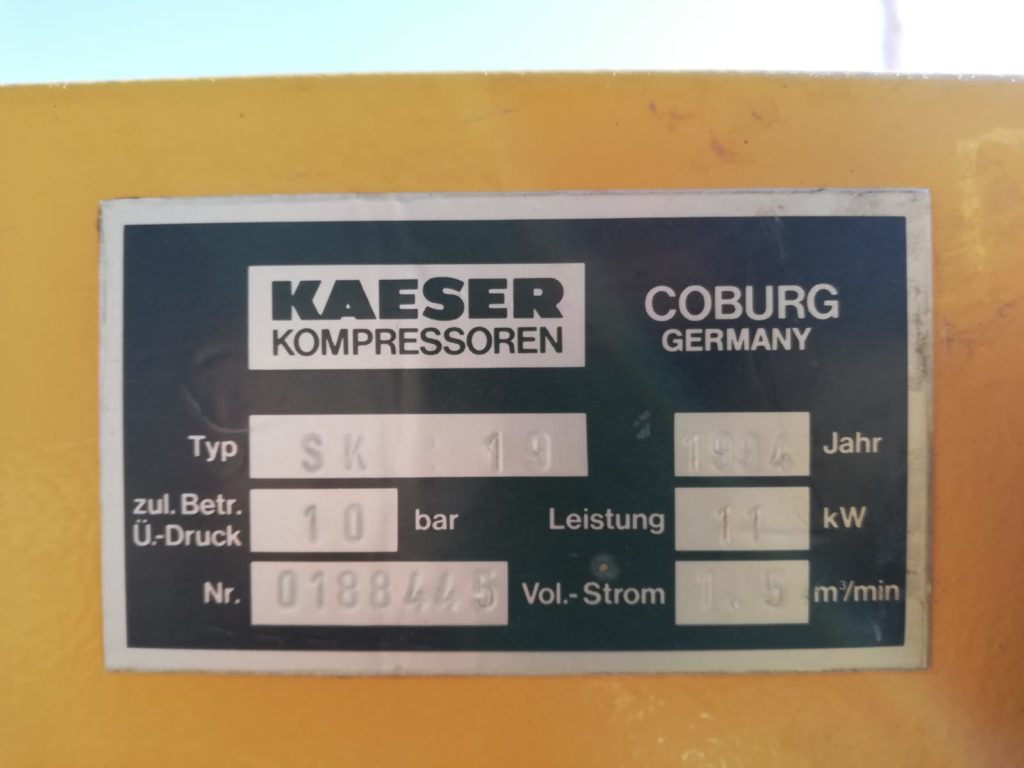 KAESER
KOMPRESSOREN
COBURG
GERMANY
Typ SK 19 1994 Jahr
zul. Betr.
Ü.-Druck 10 bar Leistung 11 kW
Nr. 0188445 Vol.-Strom 1.5 m³/min